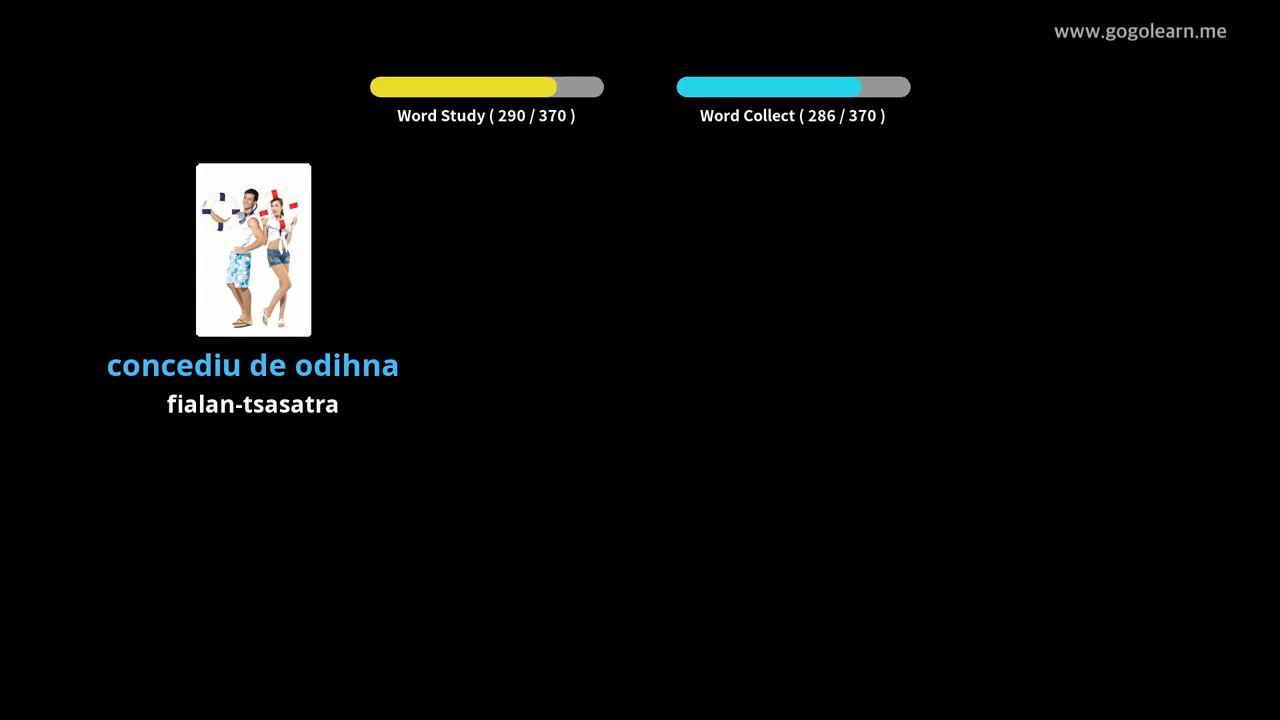 www.gogolearn.me
Word Study ( 290 / 370 )
Word Collect ( 286 / 370 )
concediu de odihna
fialan-tsasatra